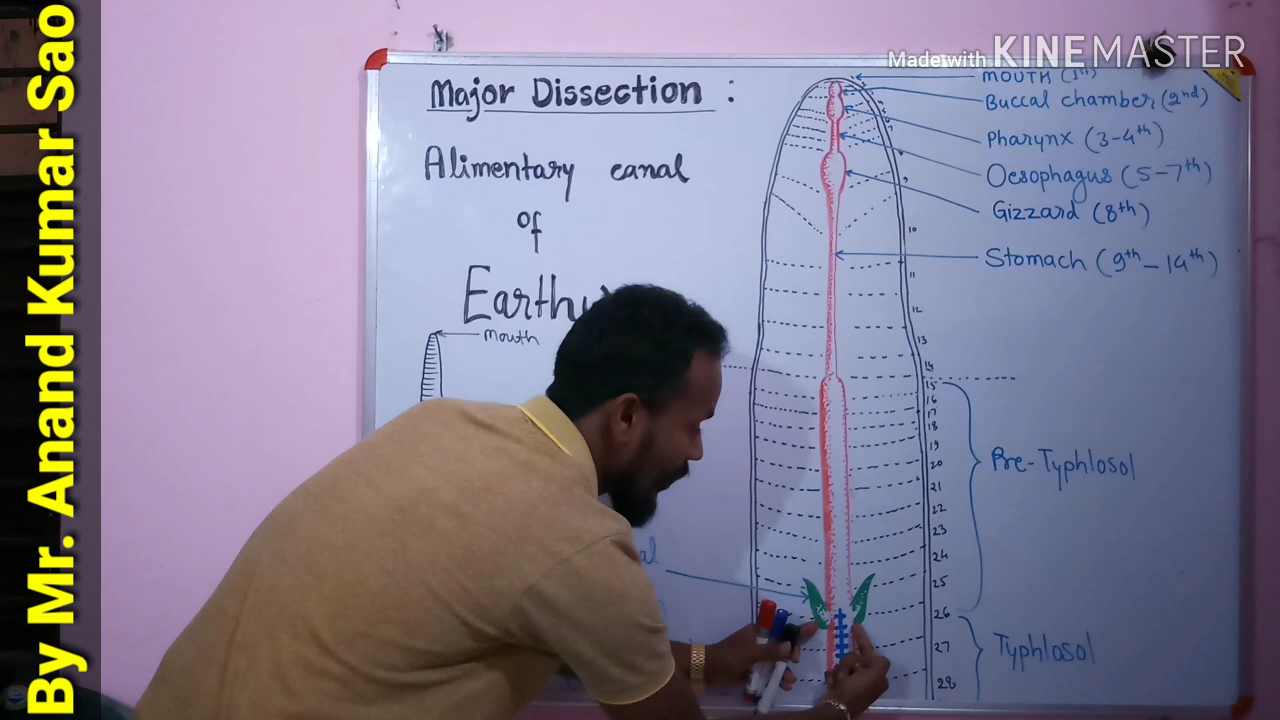 By Mr. Anand Kumar Sao
Made with KINEMASTER
Major Dissection :
Alimentary canal
of
mouth
MOUTH (1st)
Buccal chamber (2nd)
Pharynx (3-4th)
Oesophagus (5-7th)
Gizzard (8th)
Stomach (9th-14th)
9
10
11
12
13
14
15
16
17
18
19
20
21
22
23
24
25
26
27
28
Pre-Typhlosol
Typhlosol